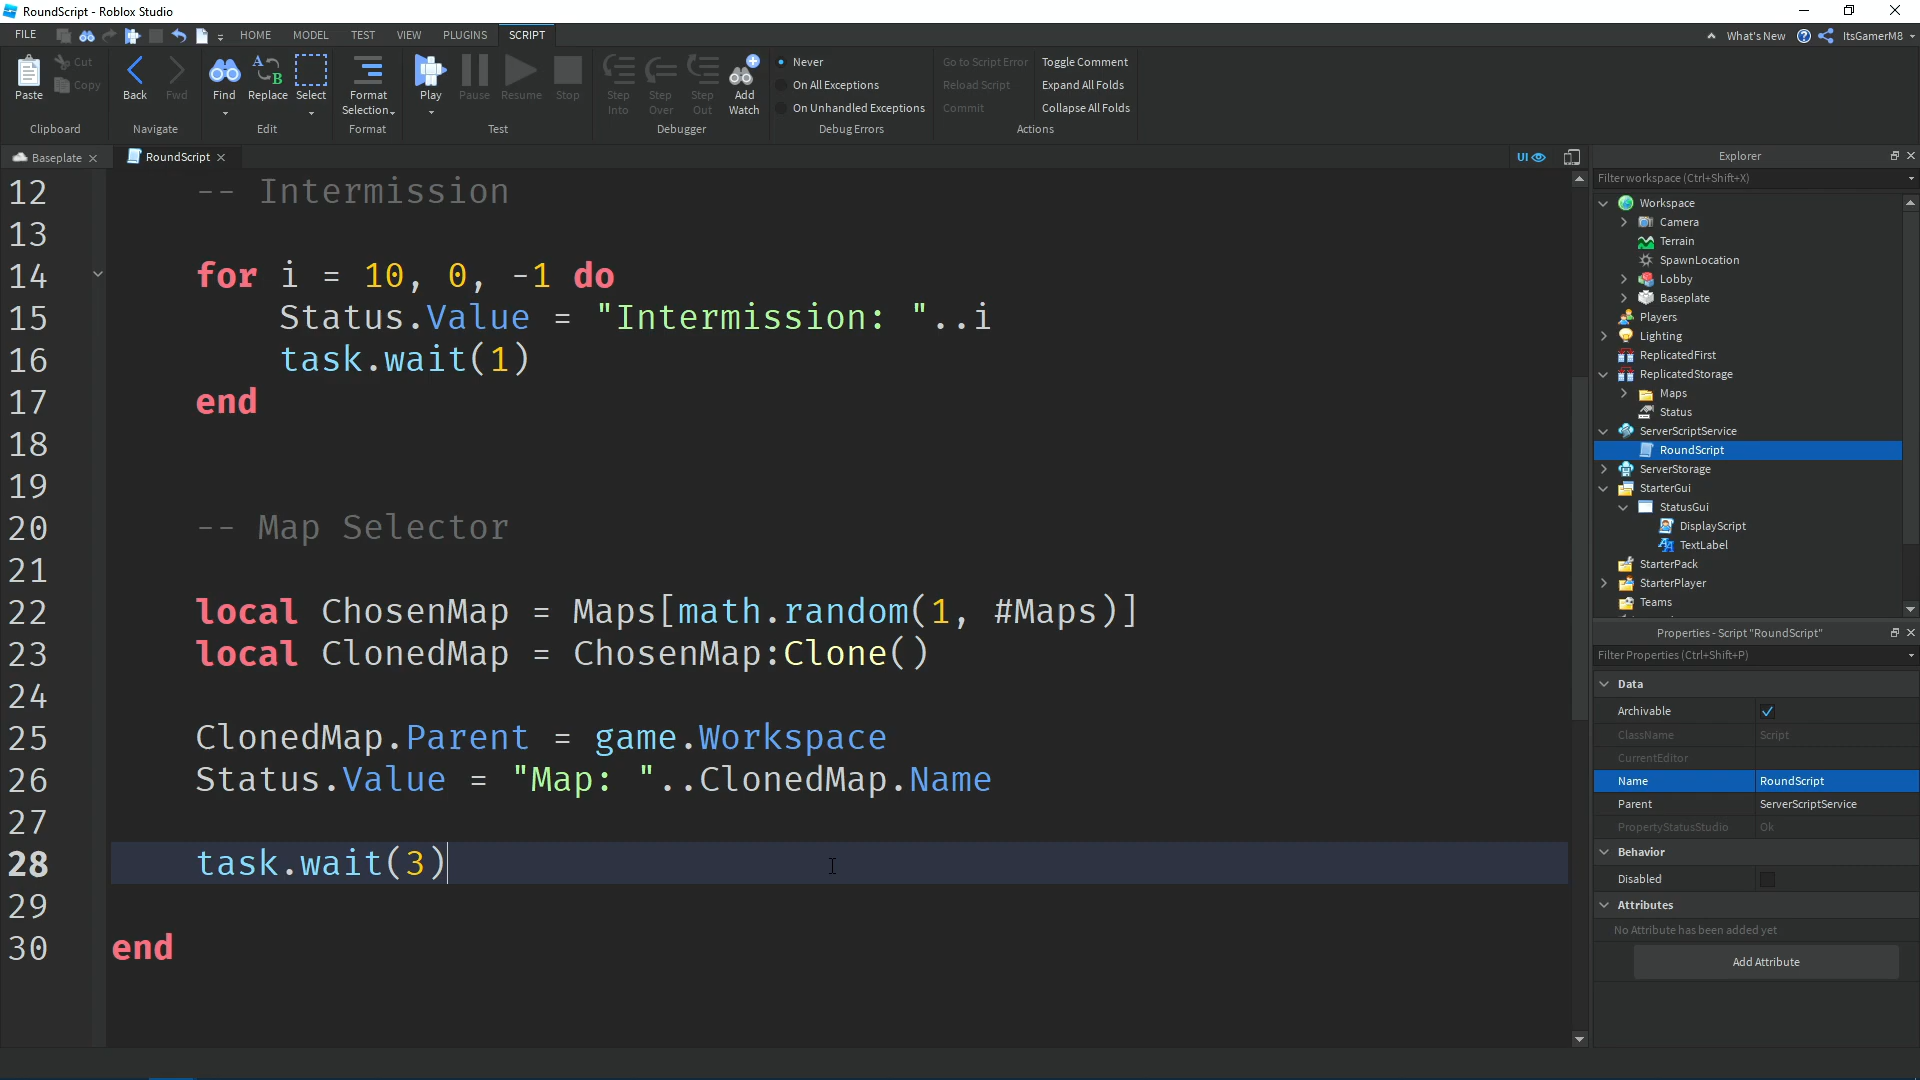 RoundScript - Roblox Studio
FILE HOME MODEL TEST VIEW PLUGINS SCRIPT What's New ItsGamerM8
Paste Cut Copy Back Fwd Find Replace Select Format Selection Play Pause Resume Stop Step Into Step Over Step Out Add Watch
Never
On All Exceptions
On Unhandled Exceptions
Go to Script Error
Reload Script
Commit
Toggle Comment
Expand All Folds
Collapse All Folds
Clipboard Navigate Edit Format Test Debugger Debug Errors Actions
Baseplate RoundScript UI
12 -- Intermission
13
14 for i = 10, 0, -1 do
15 Status.Value = "Intermission: "..i
16 task.wait(1)
17 end
18
19
20 -- Map Selector
21
22 local ChosenMap = Maps[math.random(1, #Maps)]
23 local ClonedMap = ChosenMap:Clone()
24
25 ClonedMap.Parent = game.Workspace
26 Status.Value = "Map: "..ClonedMap.Name
27
28 task.wait(3)
29
30 end
Explorer
Filter workspace (Ctrl+Shift+X)
Workspace
Camera
Terrain
SpawnLocation
Lobby
Baseplate
Players
Lighting
ReplicatedFirst
ReplicatedStorage
Maps
Status
ServerScriptService
RoundScript
ServerStorage
StarterGui
StatusGui
DisplayScript
TextLabel
StarterPack
StarterPlayer
Teams
Properties - Script "RoundScript"
Filter Properties (Ctrl+Shift+P)
Data
Archivable
ClassName Script
CurrentEditor
Name RoundScript
Parent ServerScriptService
PropertyStatusStudio Ok
Behavior
Disabled
Attributes
No Attribute has been added yet
Add Attribute